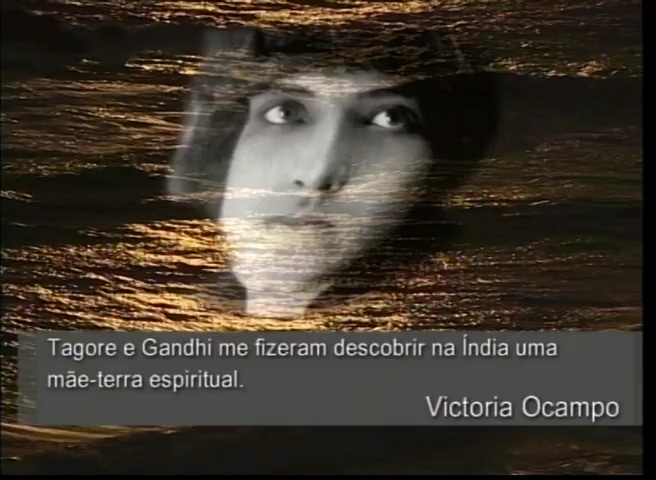 Tagore e Gandhi me fizeram descobrir na Índia uma
mãe-terra espiritual.
Victoria Ocampo